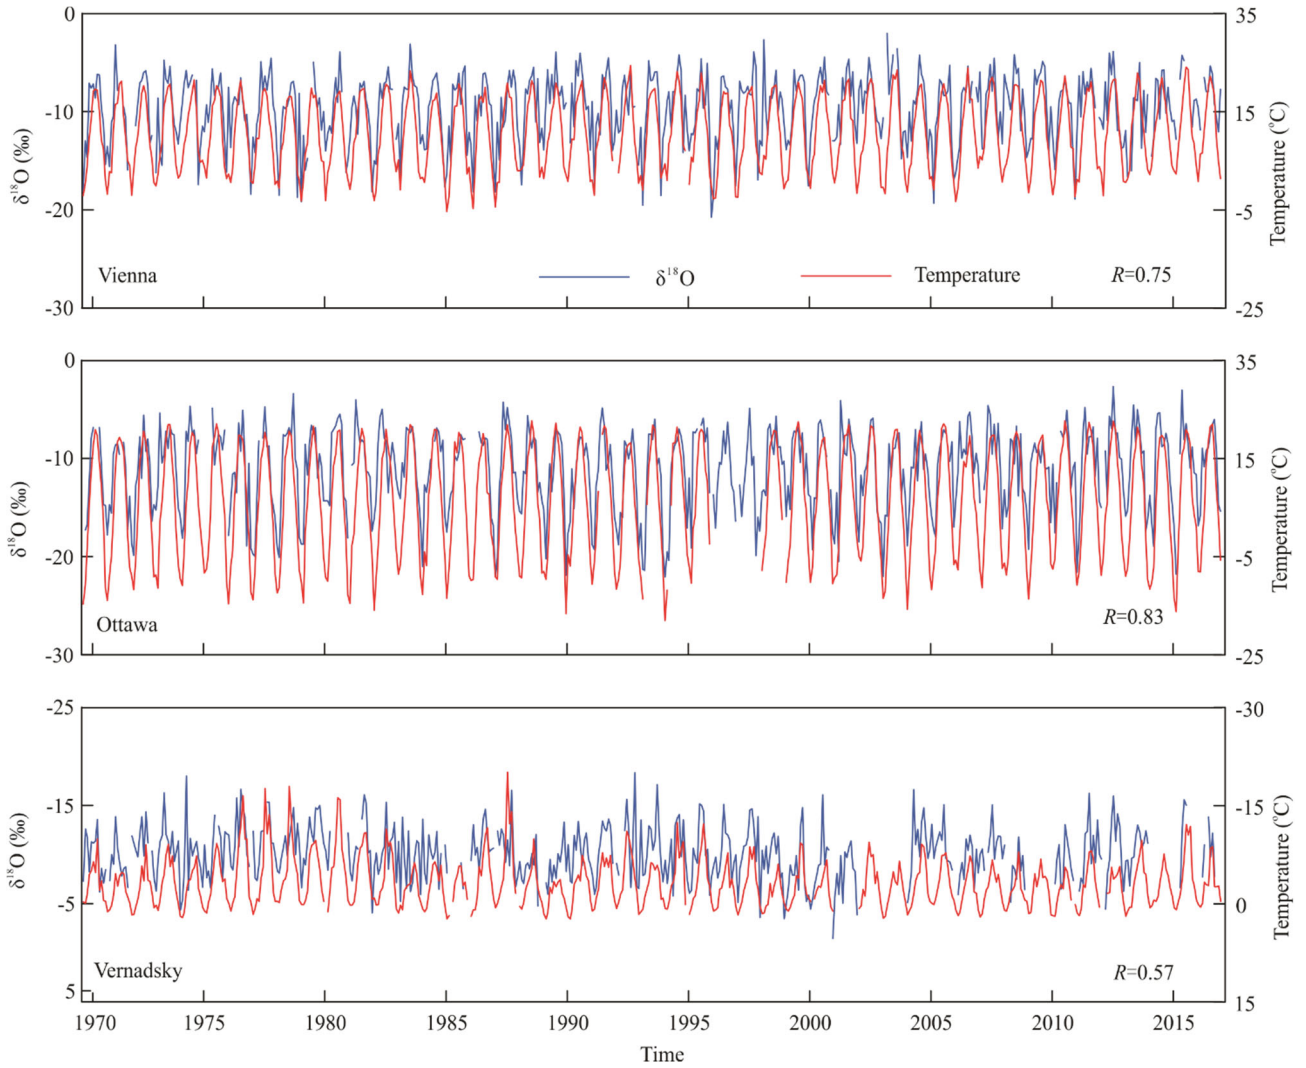 0
-10
-20
-30
δ¹⁸O (‰)
35
15
-5
-25
Temperature (°C)
Vienna
δ¹⁸O
Temperature
R=0.75
0
-10
-20
-30
δ¹⁸O (‰)
35
15
-5
-25
Temperature (°C)
Ottawa
R=0.83
-25
-15
-5
5
δ¹⁸O (‰)
-30
-15
0
15
Temperature (°C)
Vernadsky
R=0.57
1970 1975 1980 1985 1990 1995 2000 2005 2010 2015
Time